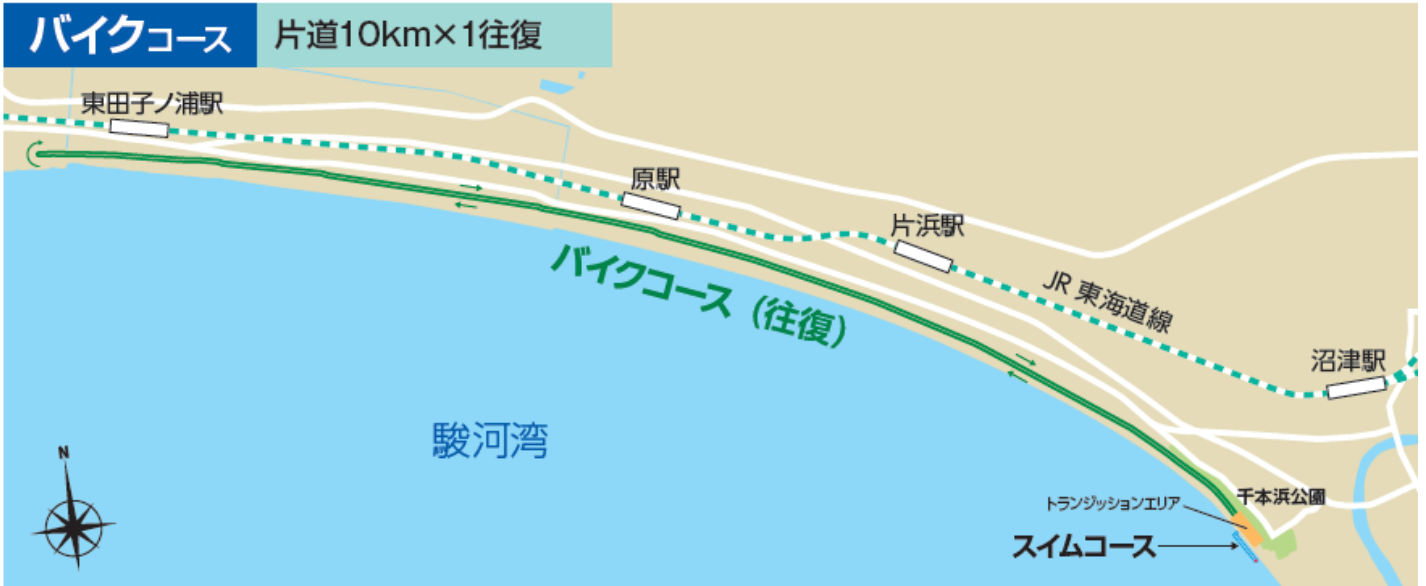 バイクコース 片道10km×1往復
東田子ノ浦駅
原駅
片浜駅
JR 東海道線
沼津駅
バイクコース(往復)
駿河湾
N
千本浜公園
トランジッションエリア
スイムコース